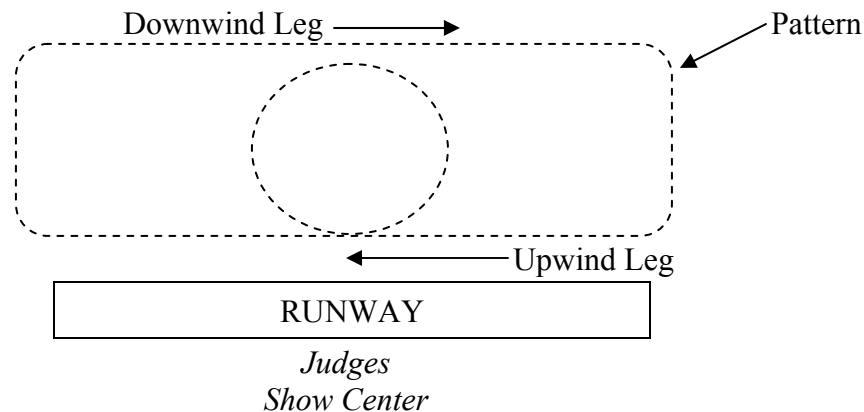 Downwind Leg
Pattern
Upwind Leg
RUNWAY
Judges
Show Center